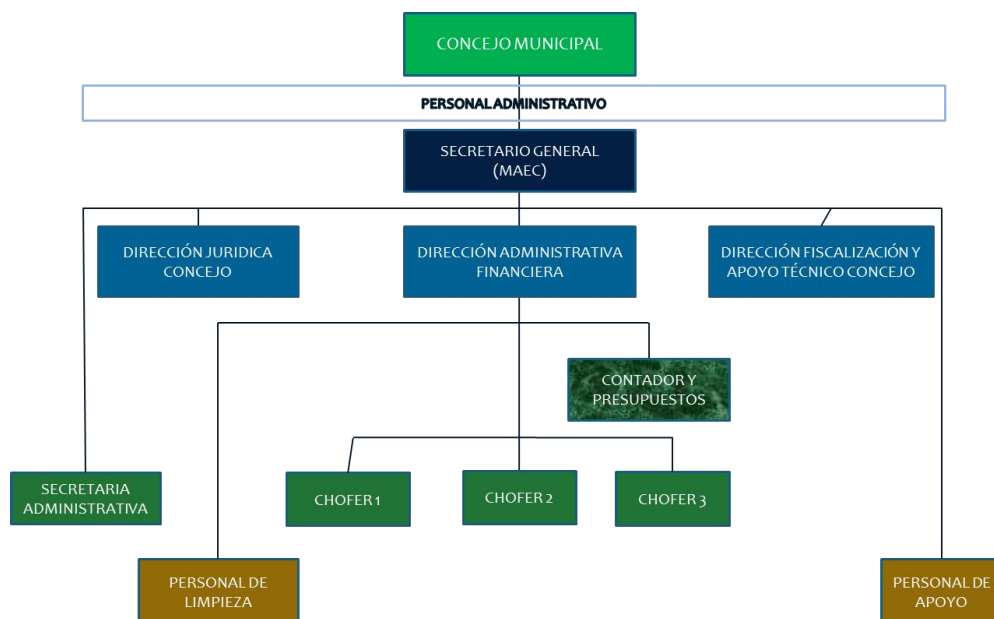 CONCEJO MUNICIPAL
PERSONAL ADMINISTRATIVO
SECRETARIO GENERAL
(MAEC)
DIRECCIÓN JURIDICA
CONCEJO
DIRECCIÓN ADMINISTRATIVA
FINANCIERA
DIRECCIÓN FISCALIZACIÓN Y
APOYO TÉCNICO CONCEJO
CONTADOR Y
PRESUPUESTOS
SECRETARIA
ADMINISTRATIVA
CHOFER 1
CHOFER 2
CHOFER 3
PERSONAL DE
LIMPIEZA
PERSONAL DE
APOYO